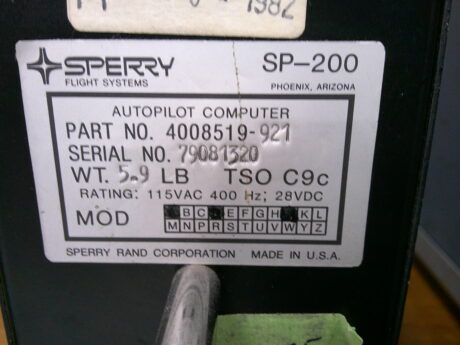 1982
SPERRY
FLIGHT SYSTEMS
SP-200
PHOENIX, ARIZONA
AUTOPILOT COMPUTER
PART NO. 4008519-921
SERIAL NO. 79081320
WT. 5.9 LB TSO C9c
RATING: 115VAC 400 Hz; 28VDC
MOD B C E F G H K L
M N P R S T U V W Y Z
SPERRY RAND CORPORATION MADE IN U.S.A.